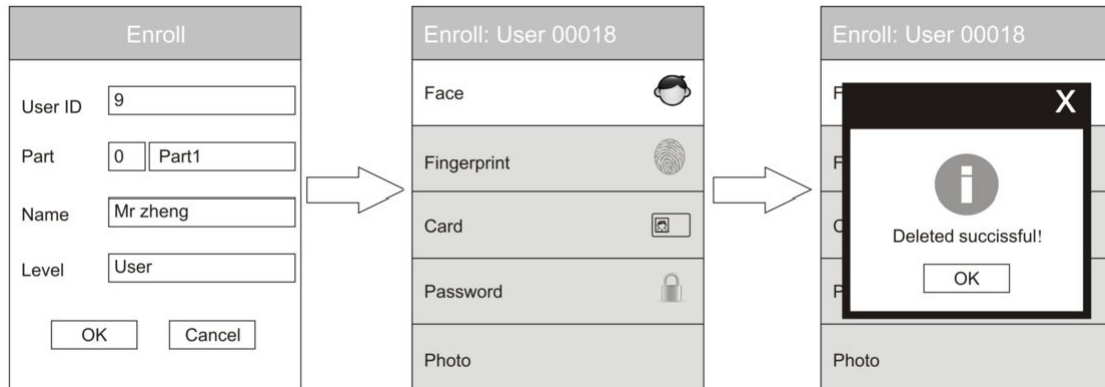 Enroll
User ID 9
Part 0 Part1
Name Mr zheng
Level User
OK Cancel
Enroll: User 00018
Face
Fingerprint
Card
Password
Photo
Enroll: User 00018
F
X
F
C
Deleted succissful!
OK
P
Photo